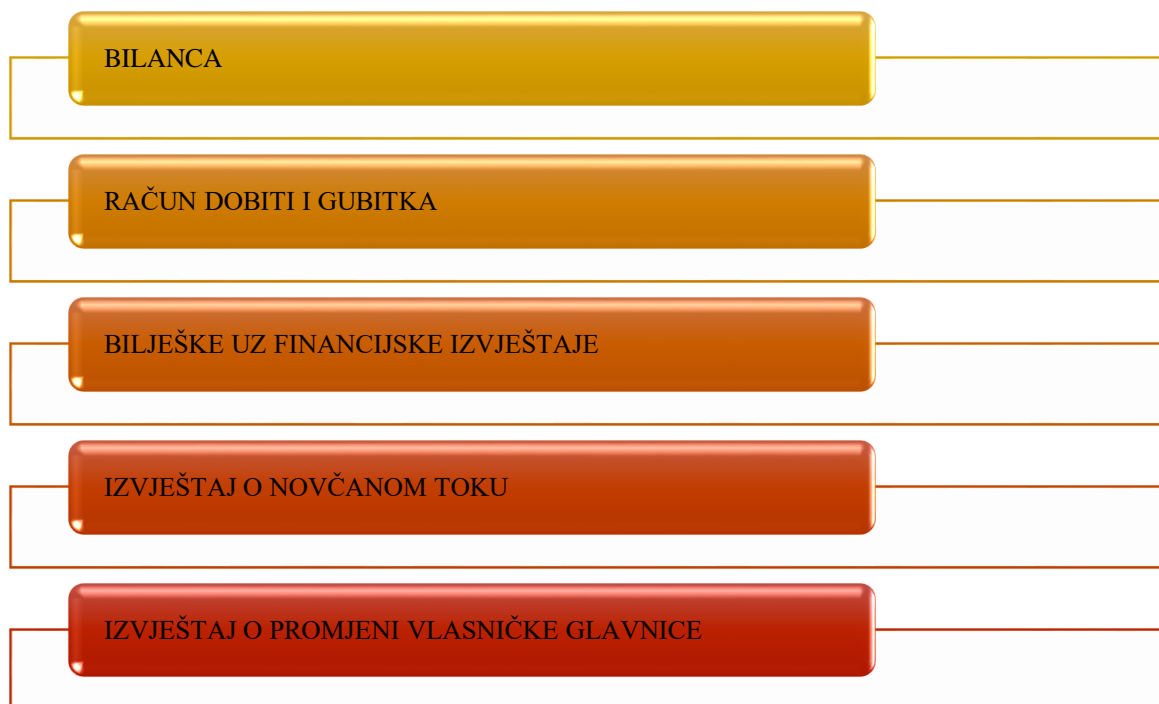 BILANCA
RAČUN DOBITI I GUBITKA
BILJEŠKE UZ FINANCIJSKE IZVJEŠTAJE
IZVJEŠTAJ O NOVČANOM TOKU
IZVJEŠTAJ O PROMJENI VLASNIČKE GLAVNICE